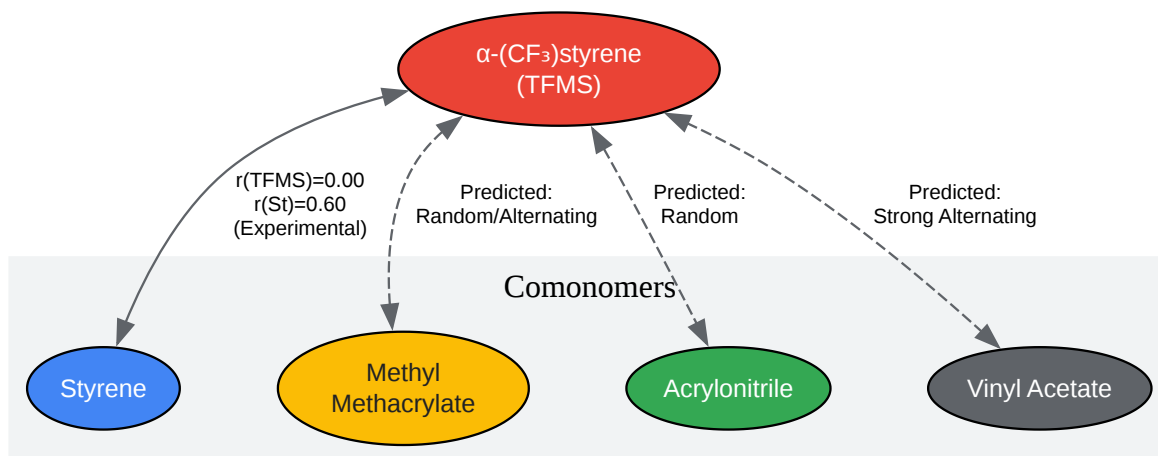 α-(CF₃)styrene
(TFMS)
r(TFMS)=0.00
r(St)=0.60
(Experimental)
Predicted:
Random/Alternating
Predicted:
Random
Predicted:
Strong Alternating
Comonomers
Styrene
Methyl
Methacrylate
Acrylonitrile
Vinyl Acetate